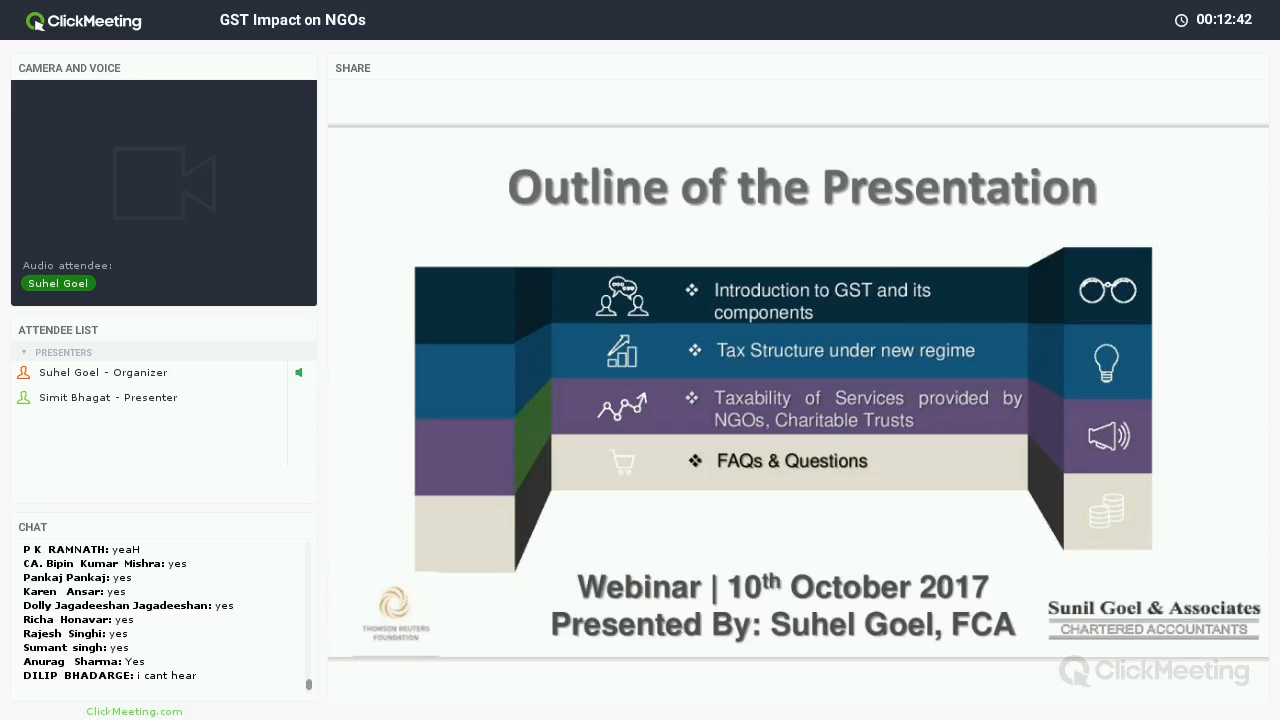 ClickMeeting
GST Impact on NGOs
00:12:42
CAMERA AND VOICE
Audio attendee:
Suhel Goel
ATTENDEE LIST
PRESENTERS
Suhel Goel - Organizer
Simit Bhagat - Presenter
CHAT
P K RAMNATH: yeaH
CA. Bipin Kumar Mishra: yes
Pankaj Pankaj: yes
Karen Ansar: yes
Dolly Jagadeeshan Jagadeeshan: yes
Richa Honavar: yes
Rajesh Singhi: yes
Sumant singh: yes
Anurag Sharma: Yes
DILIP BHADARGE: i cant hear
ClickMeeting.com
SHARE
Outline of the Presentation
❖ Introduction to GST and its
components
❖ Tax Structure under new regime
❖ Taxability of Services provided by
NGOs, Charitable Trusts
❖ FAQs & Questions
Webinar | 10th October 2017
Presented By: Suhel Goel, FCA
THOMSON REUTERS
FOUNDATION
Sunil Goel & Associates
CHARTERED ACCOUNTANTS
ClickMeeting